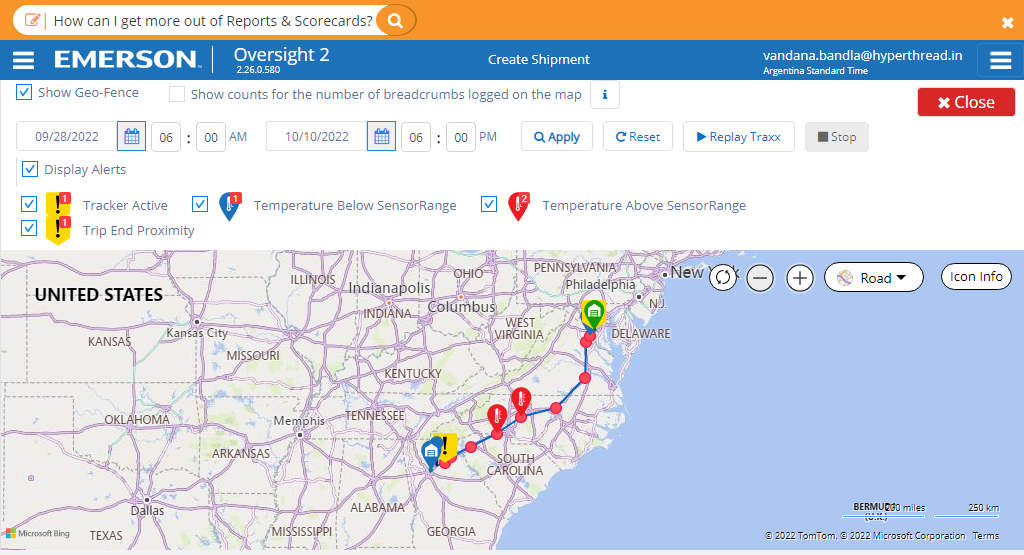 How can I get more out of Reports & Scorecards?
EMERSON
Oversight 2
2.26.0.580
Create Shipment
vandana.bandla@hyperthread.in
Argentina Standard Time
Show Geo-Fence
Show counts for the number of breadcrumbs logged on the map
i
Close
09/28/2022 06 : 00 AM 10/10/2022 06 : 00 PM Apply Reset Replay Traxx Stop
Display Alerts
1 Tracker Active 1 Temperature Below SensorRange 2 Temperature Above SensorRange
1 Trip End Proximity
Road
Icon Info
UNITED STATES
ILLINOIS
Indianapolis
INDIANA
OHIO
Columbus
PENNSYLVANIA
Philadelphia
New
N.J.
DELAWARE
WEST
VIRGINIA
Kansas City
KANSAS
MISSOURI
KENTUCKY
OKLAHOMA
Memphis
TENNESSEE
ARKANSAS
SOUTH
CAROLINA
Dallas
ALABAMA
MISSISSIPPI
GEORGIA
TEXAS
Microsoft Bing
miles
250 km
© 2022 TomTom, © 2022 Microsoft Corporation Terms